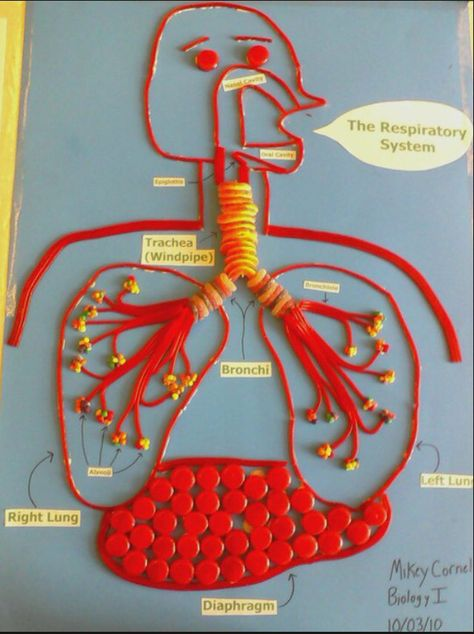 Nasal Cavity
The Respiratory
System
Oral Cavity
Epiglottis
Trachea
(Windpipe)
Bronchiole
Bronchi
Alveoli
Left Lun
Right Lung
Diaphragm
Mikey Cornel
Biology I
10/03/10